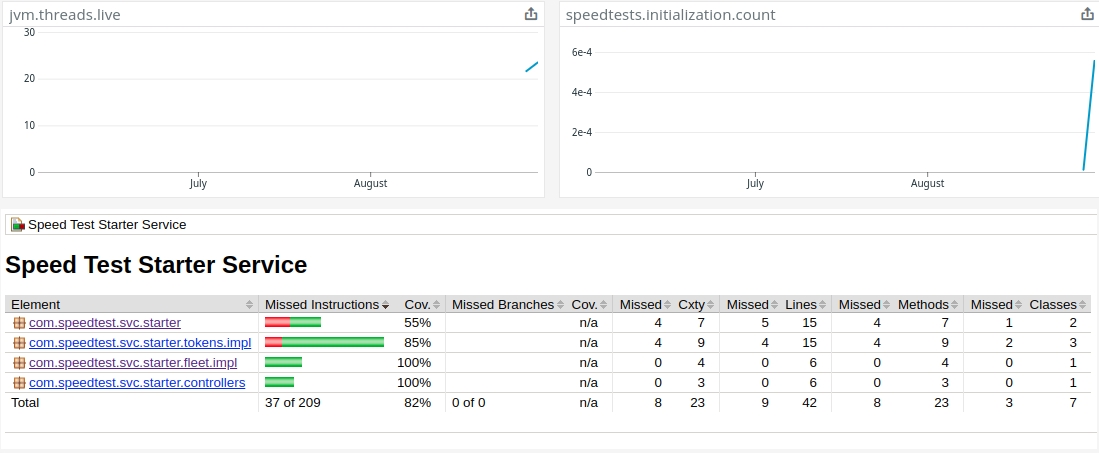 jvm.threads.live
30
20
10
0
July August
speedtests.initialization.count
6e-4
4e-4
2e-4
0
July August
Speed Test Starter Service
Speed Test Starter Service
Element Missed Instructions Cov. Missed Branches Cov. Missed Cxty Missed Lines Missed Methods Missed Classes
com.speedtest.svc.starter 55% n/a 4 7 5 15 4 7 1 2
com.speedtest.svc.starter.tokens.impl 85% n/a 4 9 4 15 4 9 2 3
com.speedtest.svc.starter.fleet.impl 100% n/a 0 4 0 6 0 4 0 1
com.speedtest.svc.starter.controllers 100% n/a 0 3 0 6 0 3 0 1
Total 37 of 209 82% 0 of 0 n/a 8 23 9 42 8 23 3 7